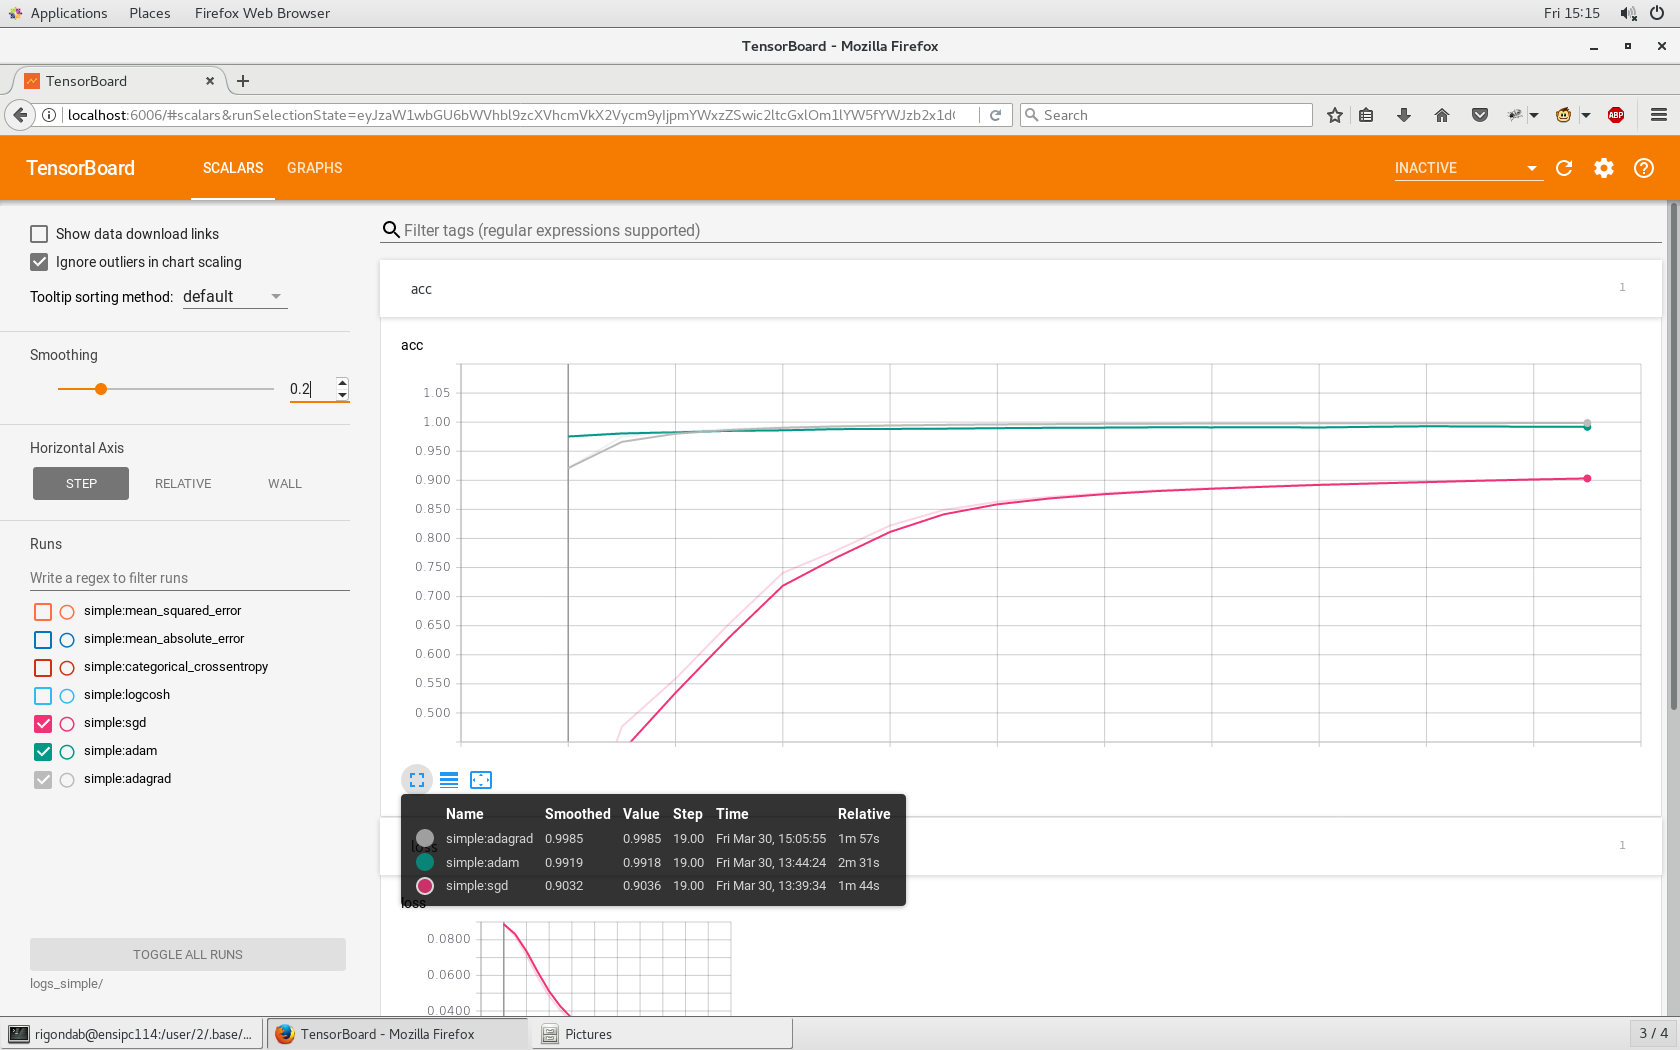 Applications Places Firefox Web Browser Fri 15:15
TensorBoard - Mozilla Firefox
TensorBoard
localhost:6006/#scalars&runSelectionState=eyJzaW1wbGU6bWVhbl9zcXVhcmVkX2Vycm9yIjpmYWxzZSwic2ltcGxlOm1lYW5fYWJzb2x1d
Search
ABP
TensorBoard SCALARS GRAPHS INACTIVE
Show data download links
Ignore outliers in chart scaling
Tooltip sorting method: default
Smoothing
0.2
Horizontal Axis
STEP RELATIVE WALL
Runs
Write a regex to filter runs
simple:mean_squared_error
simple:mean_absolute_error
simple:categorical_crossentropy
simple:logcosh
simple:sgd
simple:adam
simple:adagrad
TOGGLE ALL RUNS
logs_simple/
Filter tags (regular expressions supported)
acc 1
acc
1.05
1.00
0.950
0.900
0.850
0.800
0.750
0.700
0.650
0.600
0.550
0.500
Name Smoothed Value Step Time Relative
simple:adagrad 0.9985 0.9985 19.00 Fri Mar 30, 15:05:55 1m 57s
simple:adam 0.9919 0.9918 19.00 Fri Mar 30, 13:44:24 2m 31s
simple:sgd 0.9032 0.9036 19.00 Fri Mar 30, 13:39:34 1m 44s
loss 1
loss
0.0800
0.0600
0.0400
rigondab@ensipc114:/user/2/.base/... TensorBoard - Mozilla Firefox Pictures 3 / 4